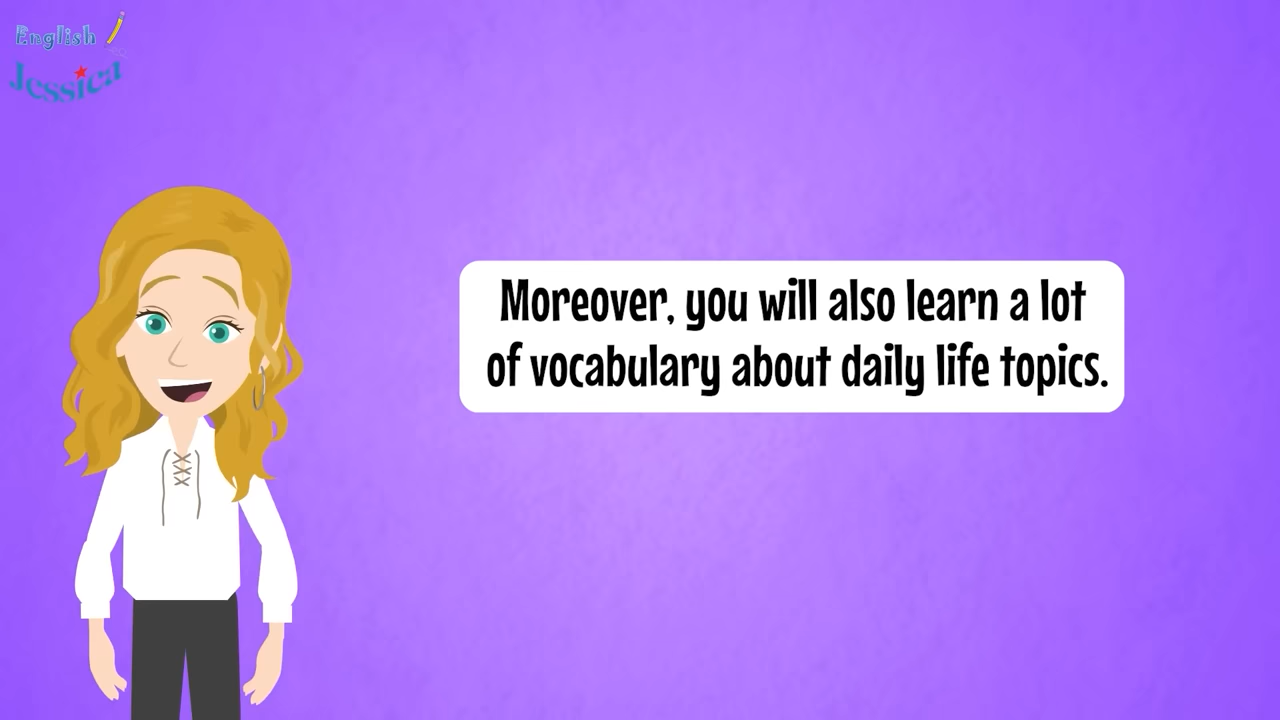 English
Jessica
Moreover, you will also learn a lot
of vocabulary about daily life topics.